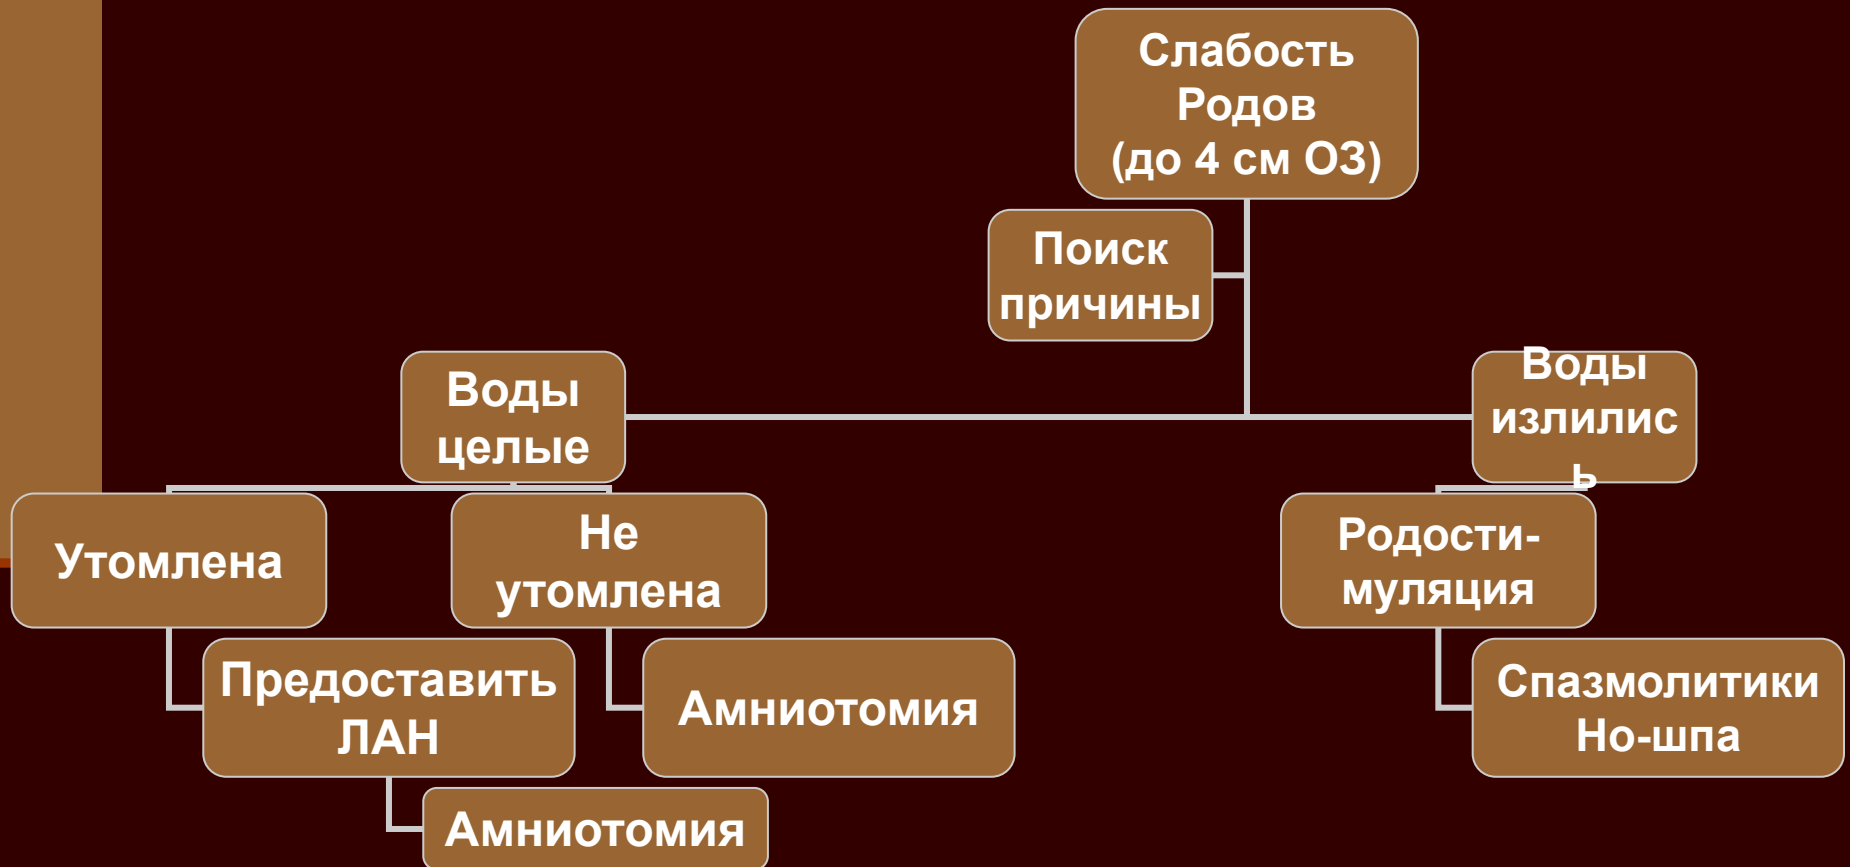 Слабость
Родов
(до 4 см ОЗ)
Поиск
причины
Воды
целые
Воды
излилис
ь
Утомлена
Не
утомлена
Родости-
муляция
Предоставить
ЛАН
Амниотомия
Спазмолитики
Но-шпа
Амниотомия